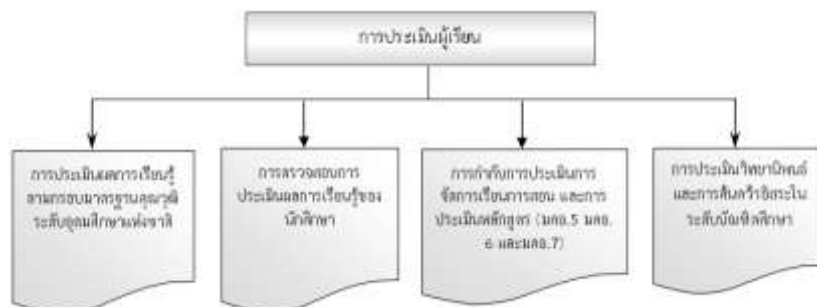 การประเมินผู้เรียน
การประเมินผลการเรียนรู้
ตามกรอบมาตรฐานคุณวุฒิ
ระดับอุดมศึกษาแห่งชาติ
การตรวจสอบการ
ประเมินผลการเรียนรู้ของ
นักศึกษา
การกำกับการประเมินการ
จัดการเรียนการสอน และการ
ประเมินหลักสูตร (มคอ.5 มคอ.
6 และมคอ.7)
การประเมินวิทยานิพนธ์
และการค้นคว้าอิสระใน
ระดับบัณฑิตศึกษา